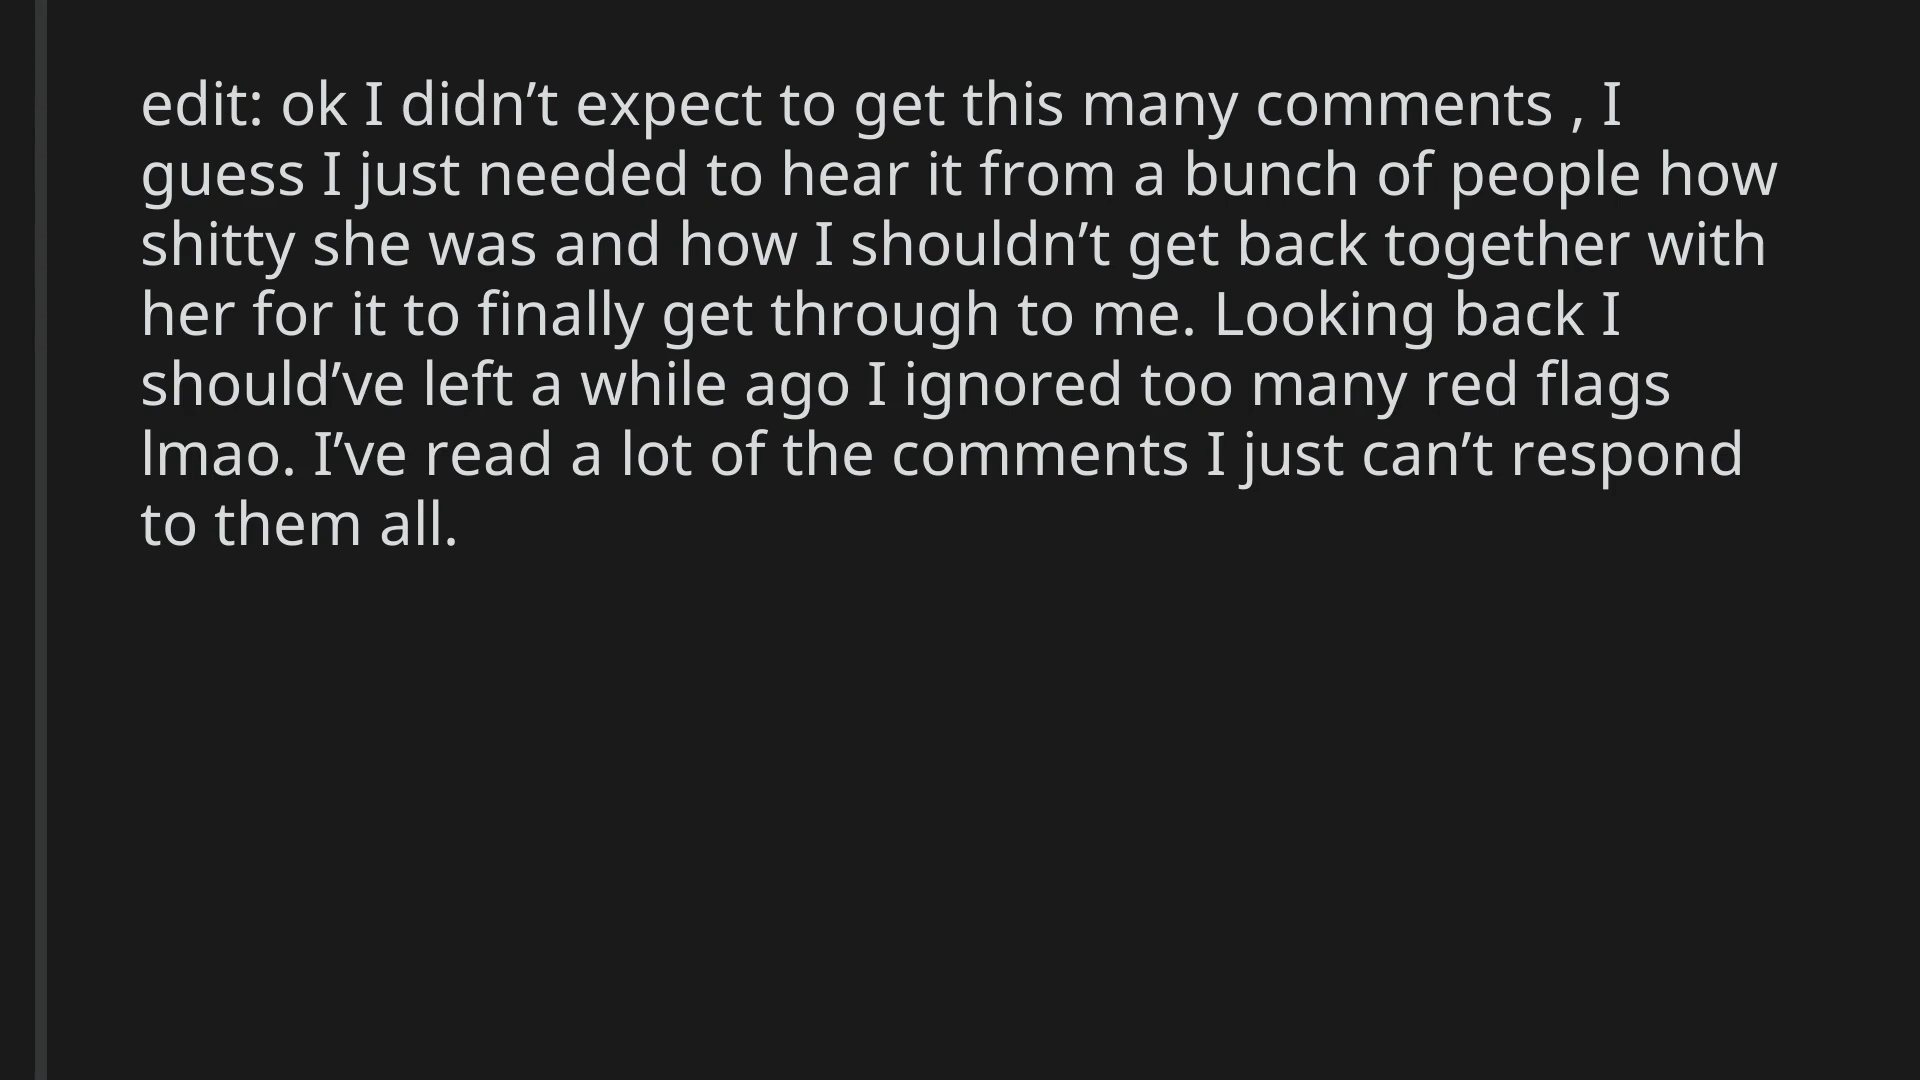 edit: ok I didn’t expect to get this many comments , I
guess I just needed to hear it from a bunch of people how
shitty she was and how I shouldn’t get back together with
her for it to finally get through to me. Looking back I
should’ve left a while ago I ignored too many red flags
lmao. I’ve read a lot of the comments I just can’t respond
to them all.